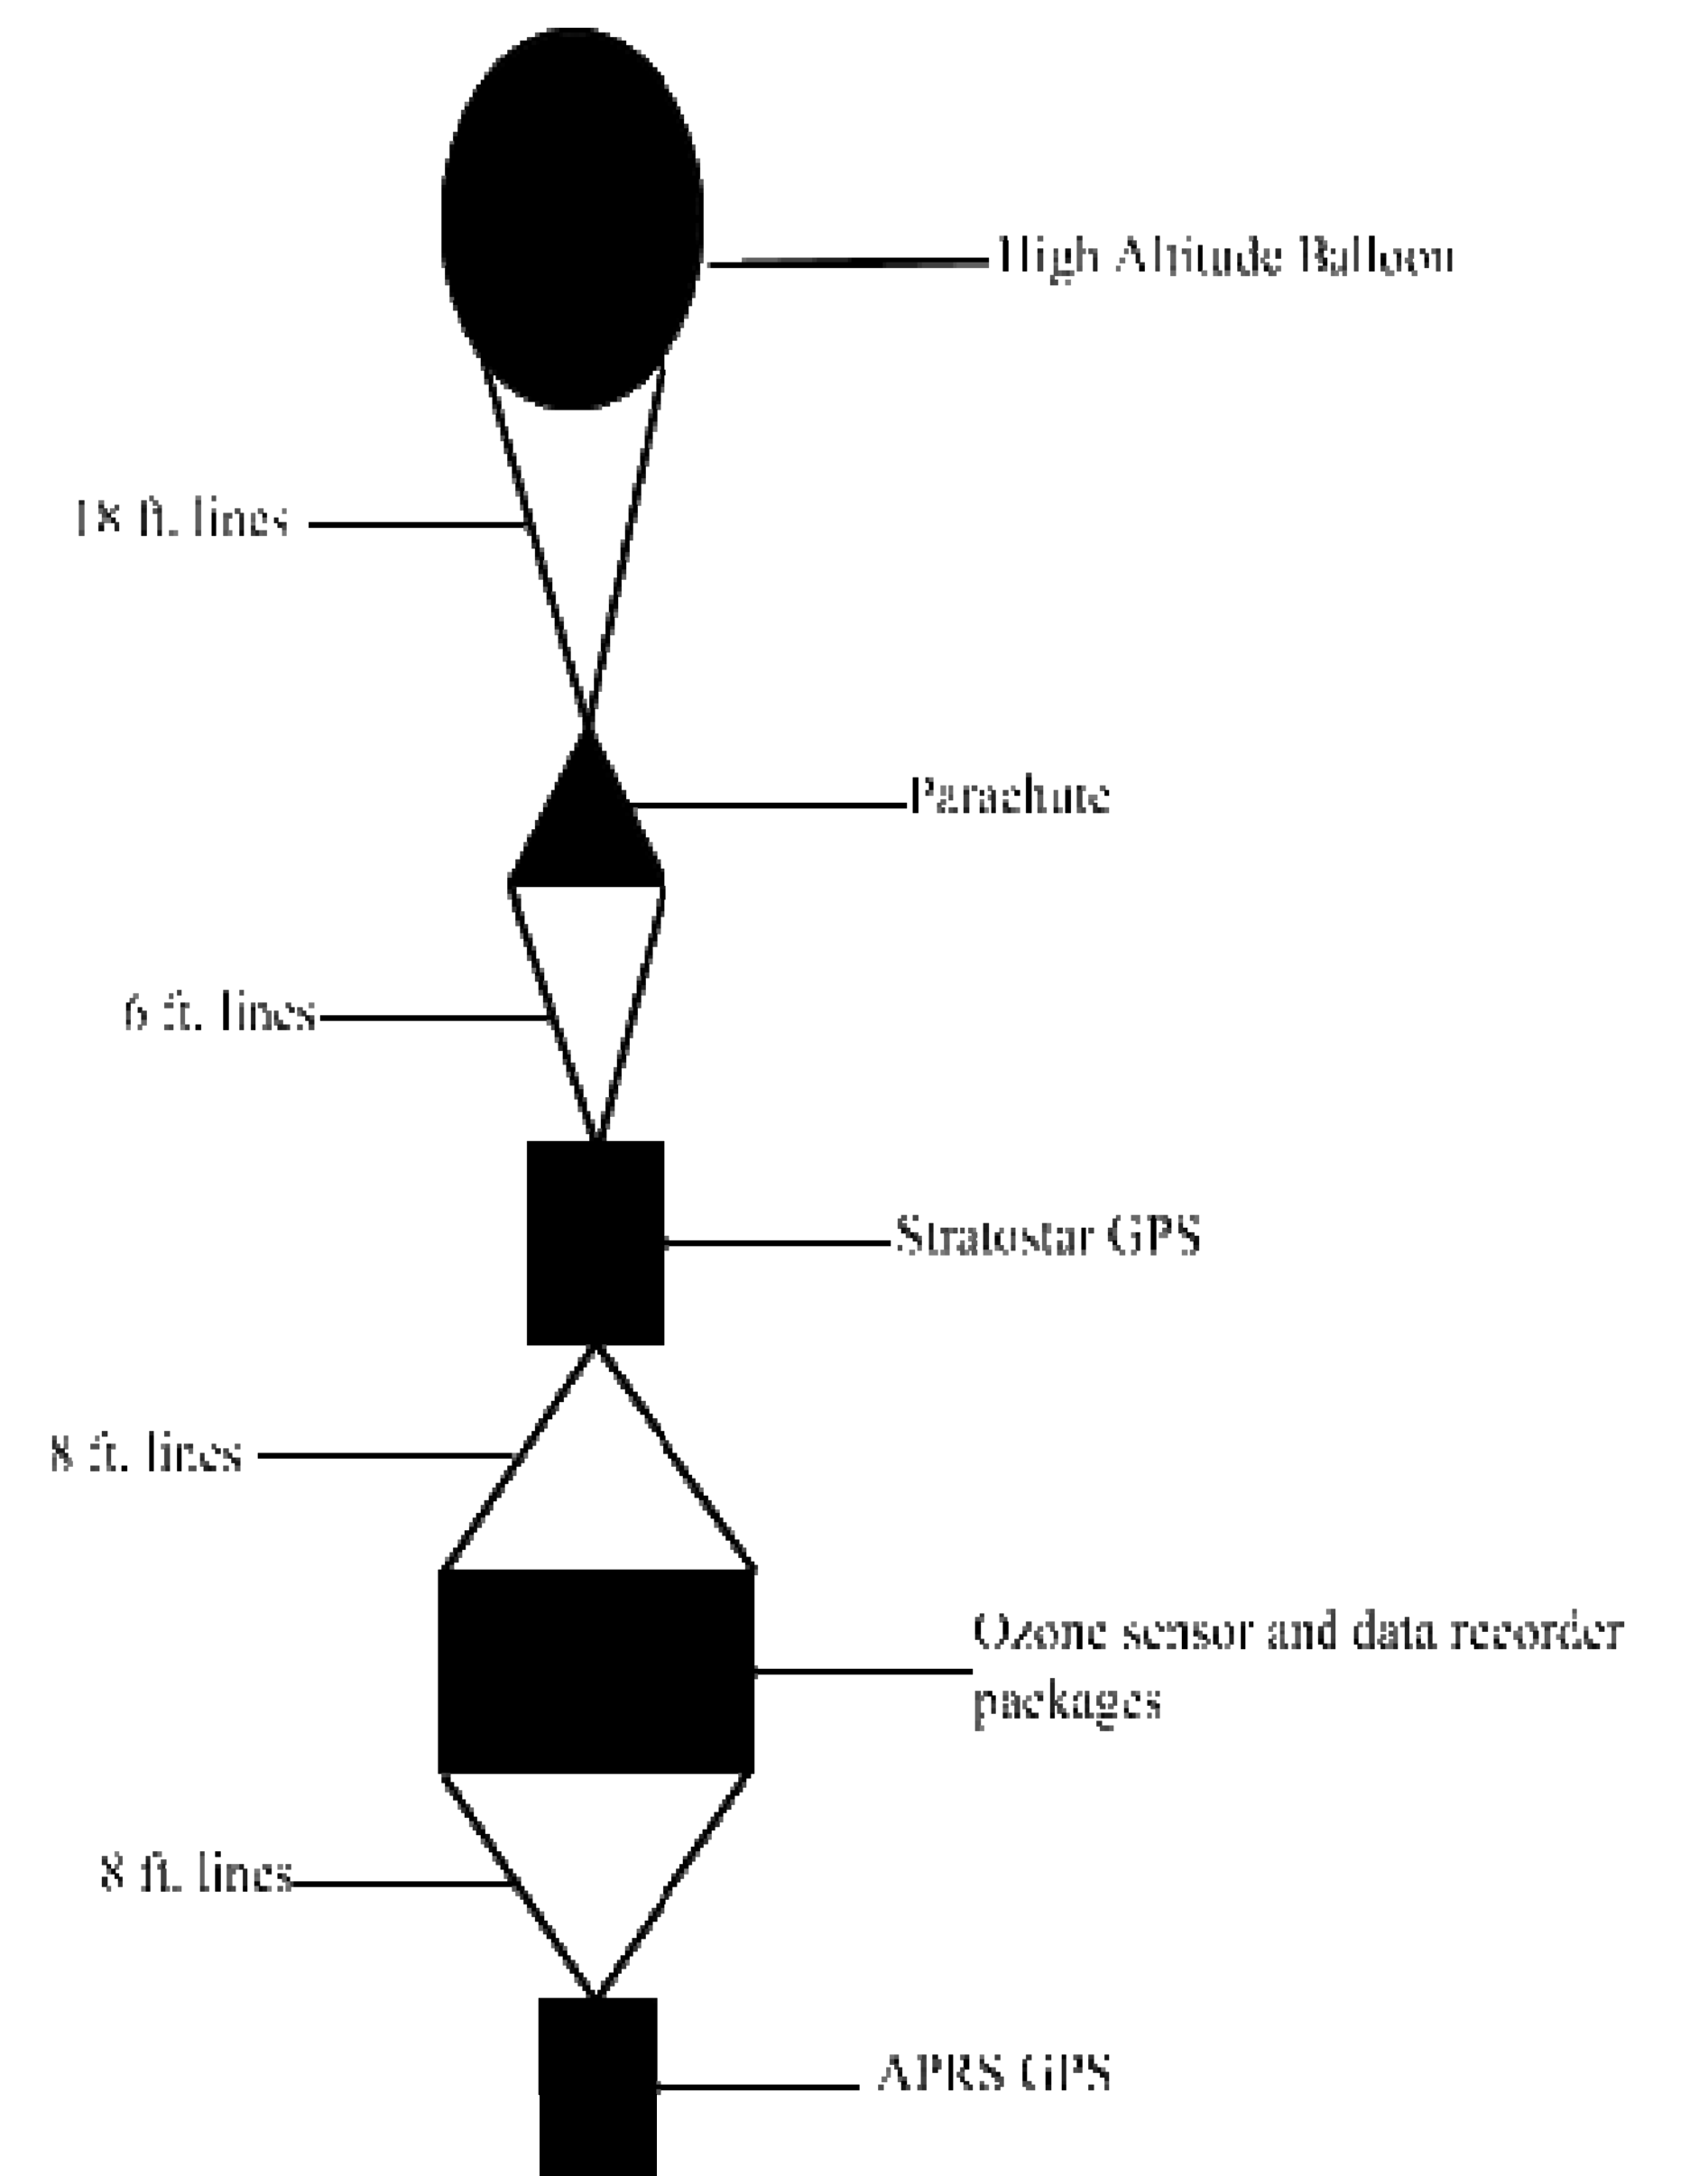 High Altitude Balloon
18 ft. lines
Parachute
6 ft. lines
Stratostar GPS
8 ft. lines
Ozone sensor and data recorder
packages
8 ft. lines
APRS GPS